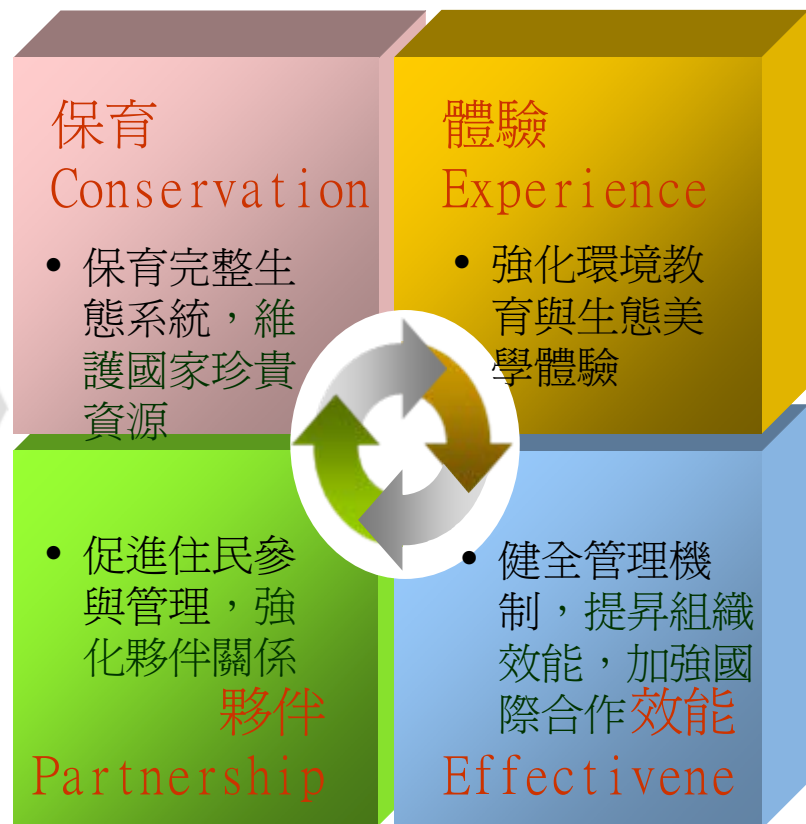 保育
Conservation
• 保育完整生
態系統，維
護國家珍貴
資源
體驗
Experience
• 強化環境教
育與生態美
學體驗
• 促進住民參
與管理，強
化夥伴關係
夥伴
Partnership
• 健全管理機
制，提昇組織
效能，加強國
際合作效能
Effectivene